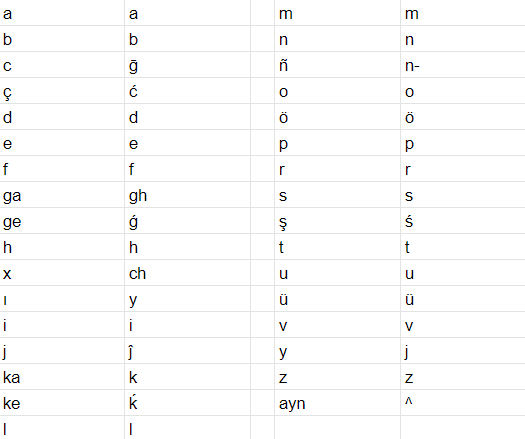 a a m m
b b n n
c ğ ñ n-
ç ć o o
d d ö ö
e e p p
f f r r
ga gh s s
ge ǵ ş ś
h h t t
x ch u u
ı y ü ü
i i v v
j ĵ y j
ka k z z
ke ḱ ayn ^
l l